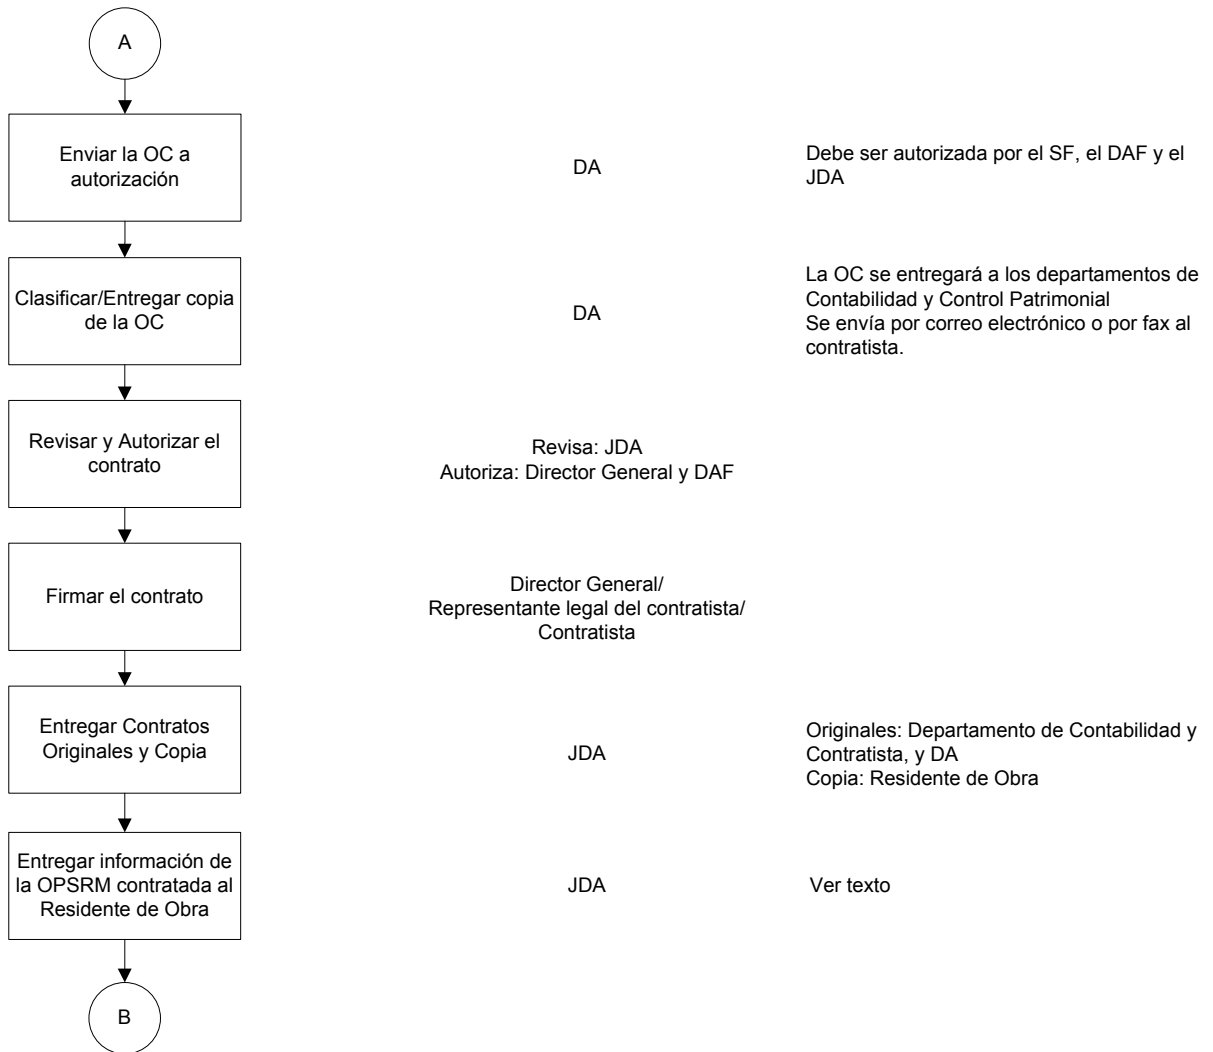 A
Enviar la OC a
autorización
DA
Debe ser autorizada por el SF, el DAF y el
JDA
Clasificar/Entregar copia
de la OC
DA
La OC se entregará a los departamentos de
Contabilidad y Control Patrimonial
Se envía por correo electrónico o por fax al
contratista.
Revisar y Autorizar el
contrato
Revisa: JDA
Autoriza: Director General y DAF
Firmar el contrato
Director General/
Representante legal del contratista/
Contratista
Entregar Contratos
Originales y Copia
JDA
Originales: Departamento de Contabilidad y
Contratista, y DA
Copia: Residente de Obra
Entregar información de
la OPSRM contratada al
Residente de Obra
JDA
Ver texto
B